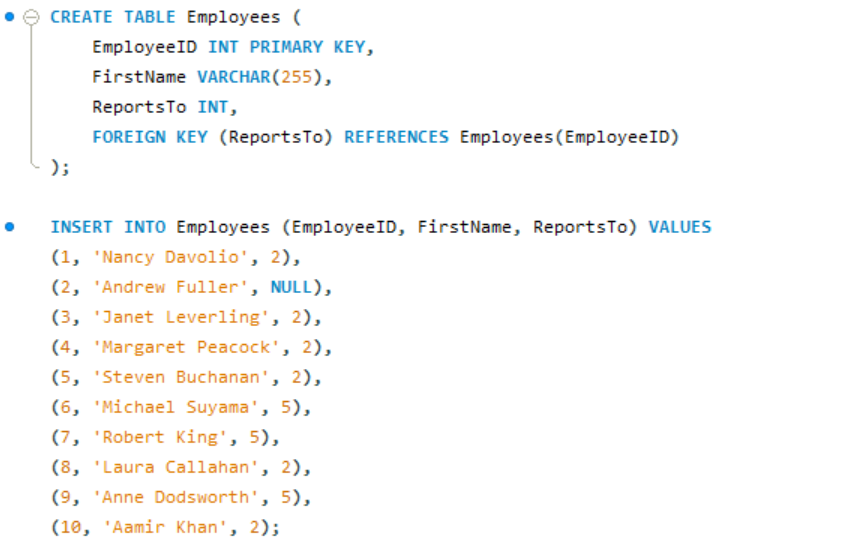 CREATE TABLE Employees (
EmployeeID INT PRIMARY KEY,
FirstName VARCHAR(255),
ReportsTo INT,
FOREIGN KEY (ReportsTo) REFERENCES Employees(EmployeeID)
);
INSERT INTO Employees (EmployeeID, FirstName, ReportsTo) VALUES
(1, 'Nancy Davolio', 2),
(2, 'Andrew Fuller', NULL),
(3, 'Janet Leverling', 2),
(4, 'Margaret Peacock', 2),
(5, 'Steven Buchanan', 2),
(6, 'Michael Suyama', 5),
(7, 'Robert King', 5),
(8, 'Laura Callahan', 2),
(9, 'Anne Dodsworth', 5),
(10, 'Aamir Khan', 2);